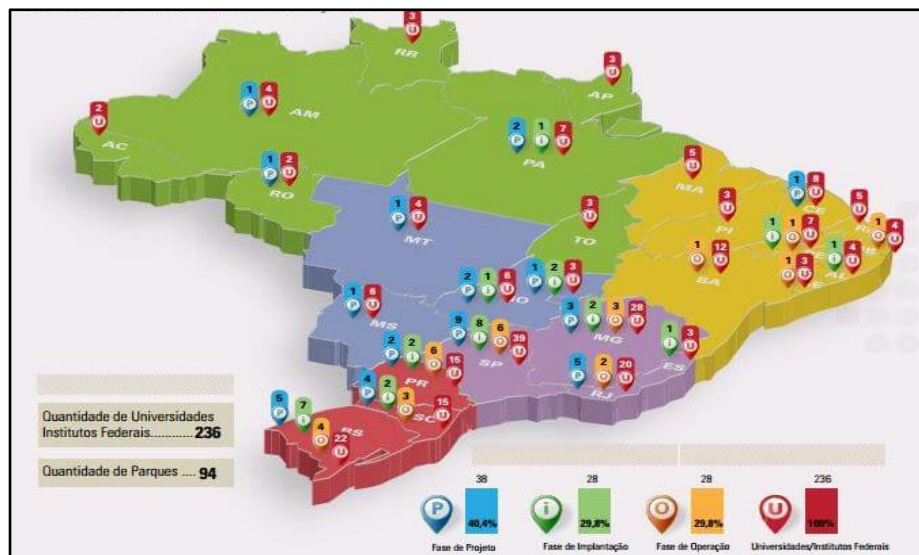 3
U
RR
3
U
AP
1 4
P U
AM
2 1 7
P i U
PA
2
U
AC
1 2
P U
RO
5
U
MA
1 8
P U
CE
3
U
PI
5
U
1 4
O U
1 1 7
i O U
1 4
i U
1 3
O U
1 12
O U
BA
1 4
P U
MT
3
U
TO
2 1 6
P i U
1 2 3
P i U
1 6
P U
MS
3 2 3 28
P i O U
MG
1 3
i U
ES
9 8 6 39
P i O U
SP
5 2 20
P O U
RJ
2 2 6 15
P i O U
PR
4 2 3 15
P i O U
SC
5 7 4 22
P i O U
RS
Quantidade de Universidades
Institutos Federais............ 236
Quantidade de Parques .... 94
38 28 28 236
P i O U
40,4% 29,8% 29,8% 100%
Fase de Projeto Fase de Implantação Fase de Operação Universidades/Institutos Federais